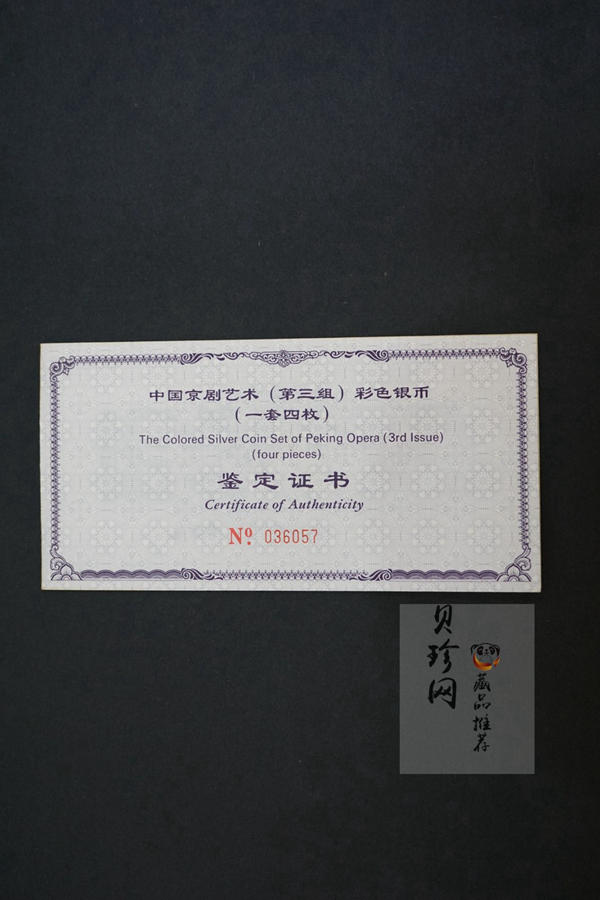 中国京剧艺术（第三组）彩色银币
（一套四枚）
The Colored Silver Coin Set of Peking Opera (3rd Issue)
(four pieces)
鉴定证书
Certificate of Authenticity
Nº. 036057
贝珍网
藏品推荐